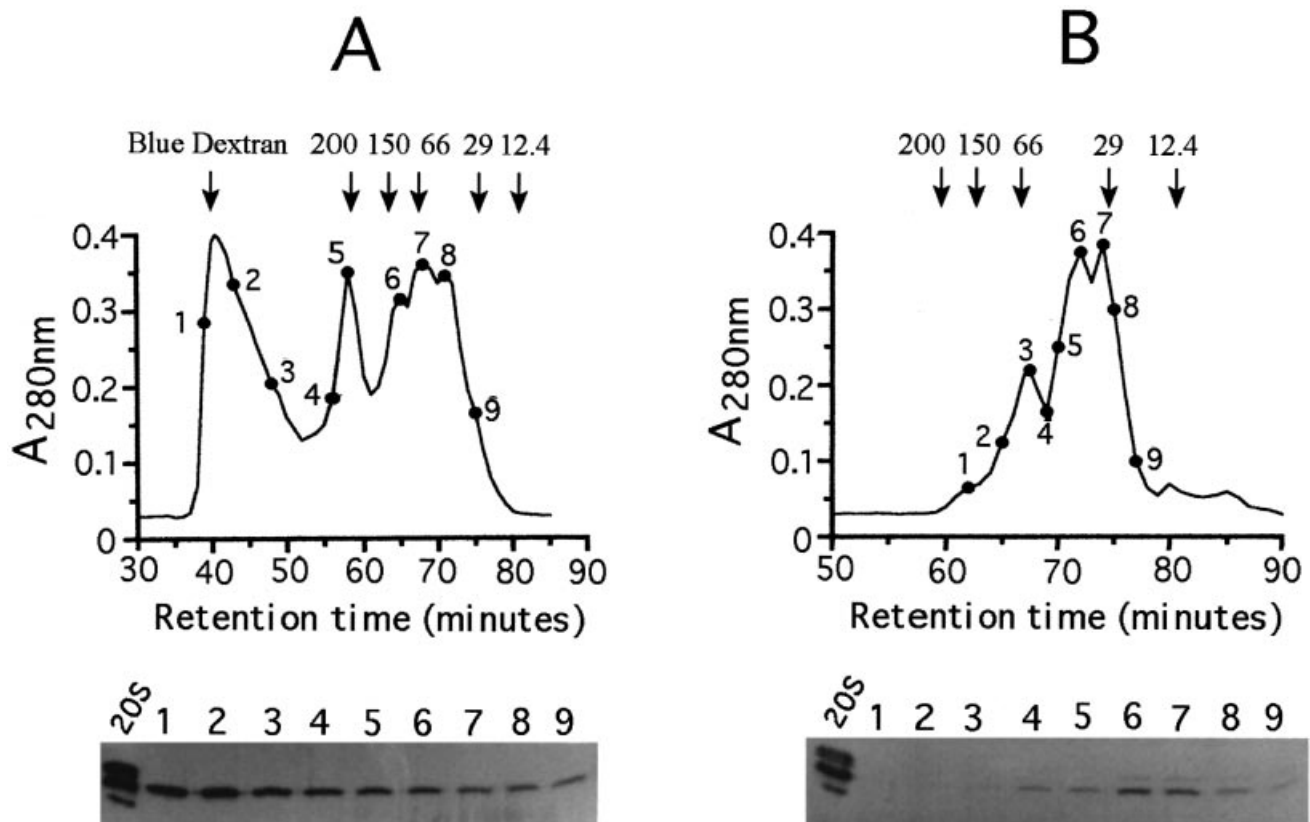 A
B
Blue Dextran 200 150 66 29 12.4
200 150 66 29 12.4
0.4
0.3
0.2
0.1
0
A280nm
1 2 3 4 5 6 7 8 9
30 40 50 60 70 80 90
Retention time (minutes)
0.4
0.3
0.2
0.1
0
A280nm
1 2 3 4 5 6 7 8 9
50 60 70 80 90
Retention time (minutes)
20S 1 2 3 4 5 6 7 8 9
20S 1 2 3 4 5 6 7 8 9